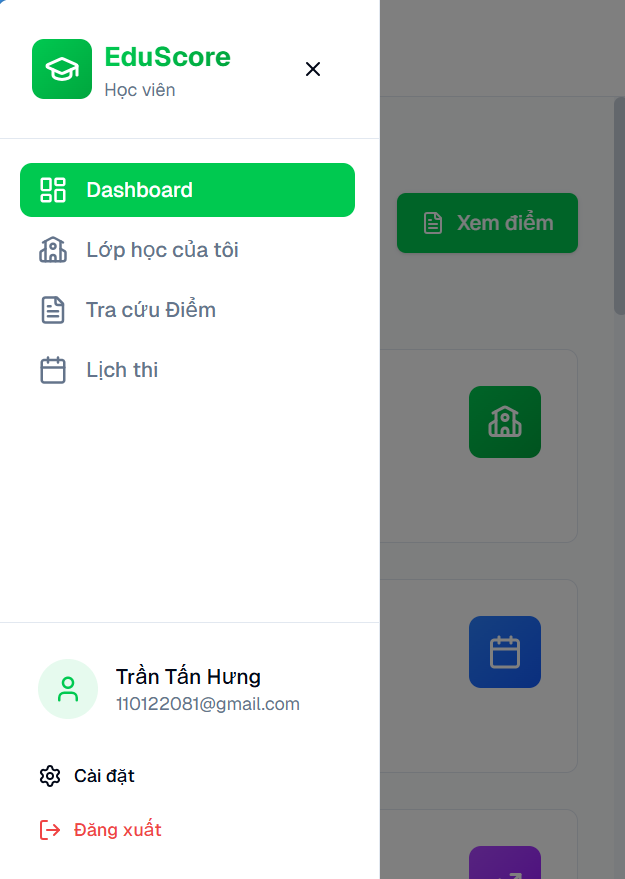 EduScore
Học viên
Dashboard
Xem điểm
Lớp học của tôi
Tra cứu Điểm
Lịch thi
Trần Tấn Hưng
110122081@gmail.com
Cài đặt
Đăng xuất